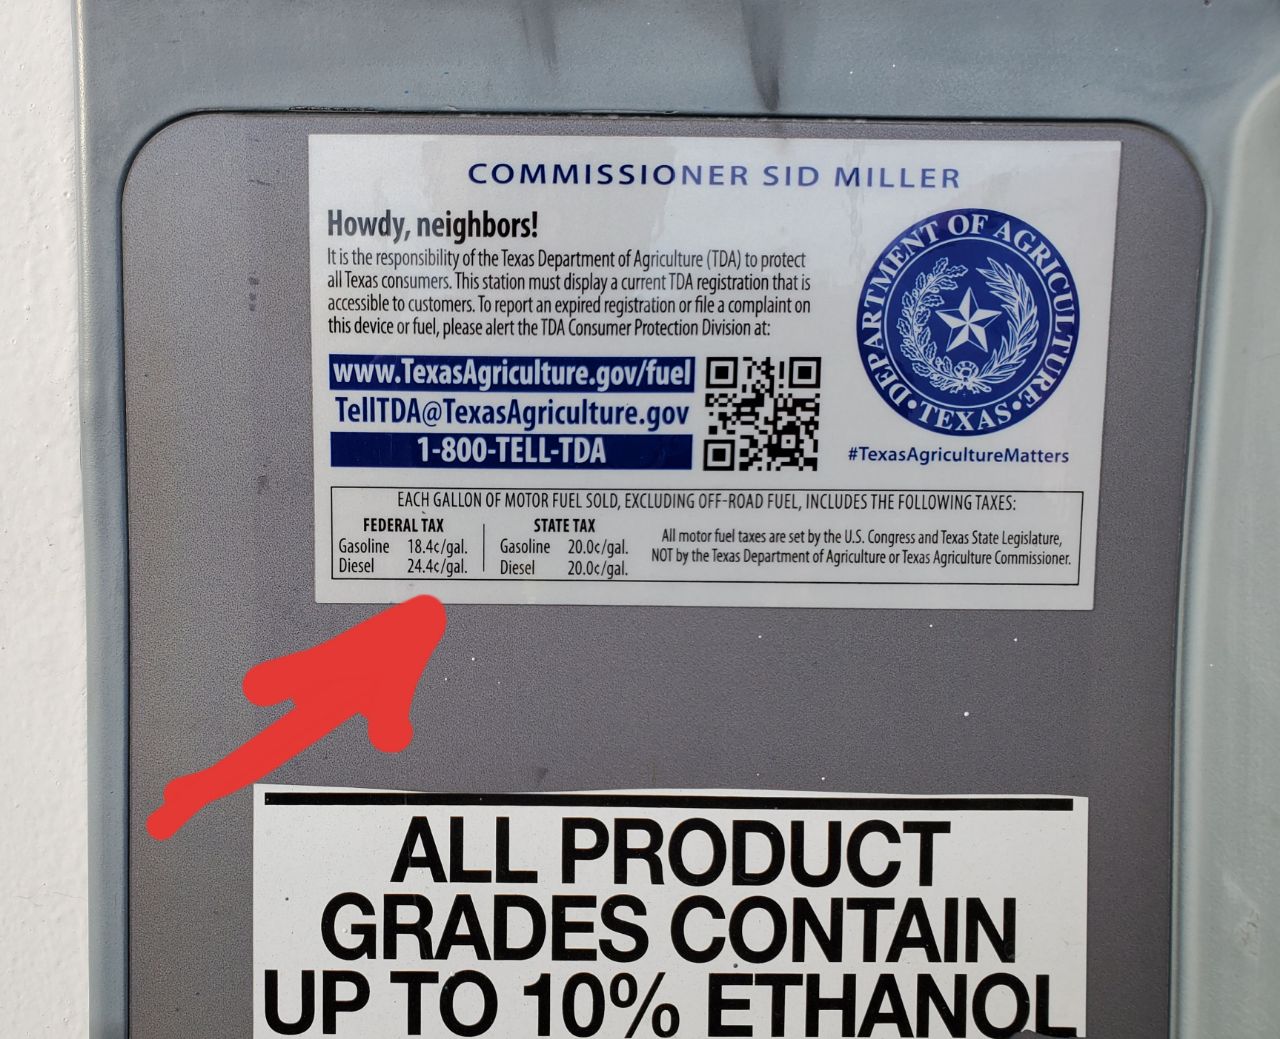 COMMISSIONER SID MILLER
Howdy, neighbors!
It is the responsibility of the Texas Department of Agriculture (TDA) to protect
all Texas consumers. This station must display a current TDA registration that is
accessible to customers. To report an expired registration or file a complaint on
this device or fuel, please alert the TDA Consumer Protection Division at:
www.TexasAgriculture.gov/fuel
TellTDA@TexasAgriculture.gov
1-800-TELL-TDA
DEPARTMENT OF AGRICULTURE
• TEXAS •
#TexasAgricultureMatters
EACH GALLON OF MOTOR FUEL SOLD, EXCLUDING OFF-ROAD FUEL, INCLUDES THE FOLLOWING TAXES:
FEDERAL TAX
Gasoline 18.4¢/gal.
Diesel 24.4¢/gal.
STATE TAX
Gasoline 20.0¢/gal.
Diesel 20.0¢/gal.
All motor fuel taxes are set by the U.S. Congress and Texas State Legislature,
NOT by the Texas Department of Agriculture or Texas Agriculture Commissioner.
ALL PRODUCT
GRADES CONTAIN
UP TO 10% ETHANOL